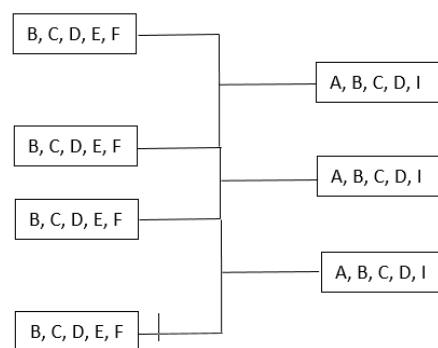 B, C, D, E, F
A, B, C, D, I
B, C, D, E, F
A, B, C, D, I
B, C, D, E, F
A, B, C, D, I
B, C, D, E, F